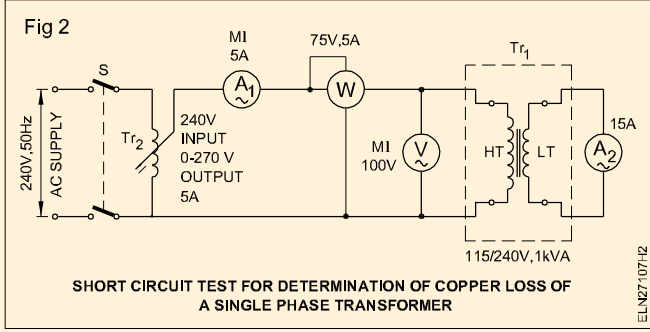 Fig 2
MI
5A
75V,5A
Tr1
S
A1
W
15A
240V,50Hz
AC SUPPLY
Tr2
240V
INPUT
0-270 V
OUTPUT
5A
MI
100V
V
HT
LT
A2
115/240V,1kVA
SHORT CIRCUIT TEST FOR DETERMINATION OF COPPER LOSS OF
A SINGLE PHASE TRANSFORMER
ELN27107H2